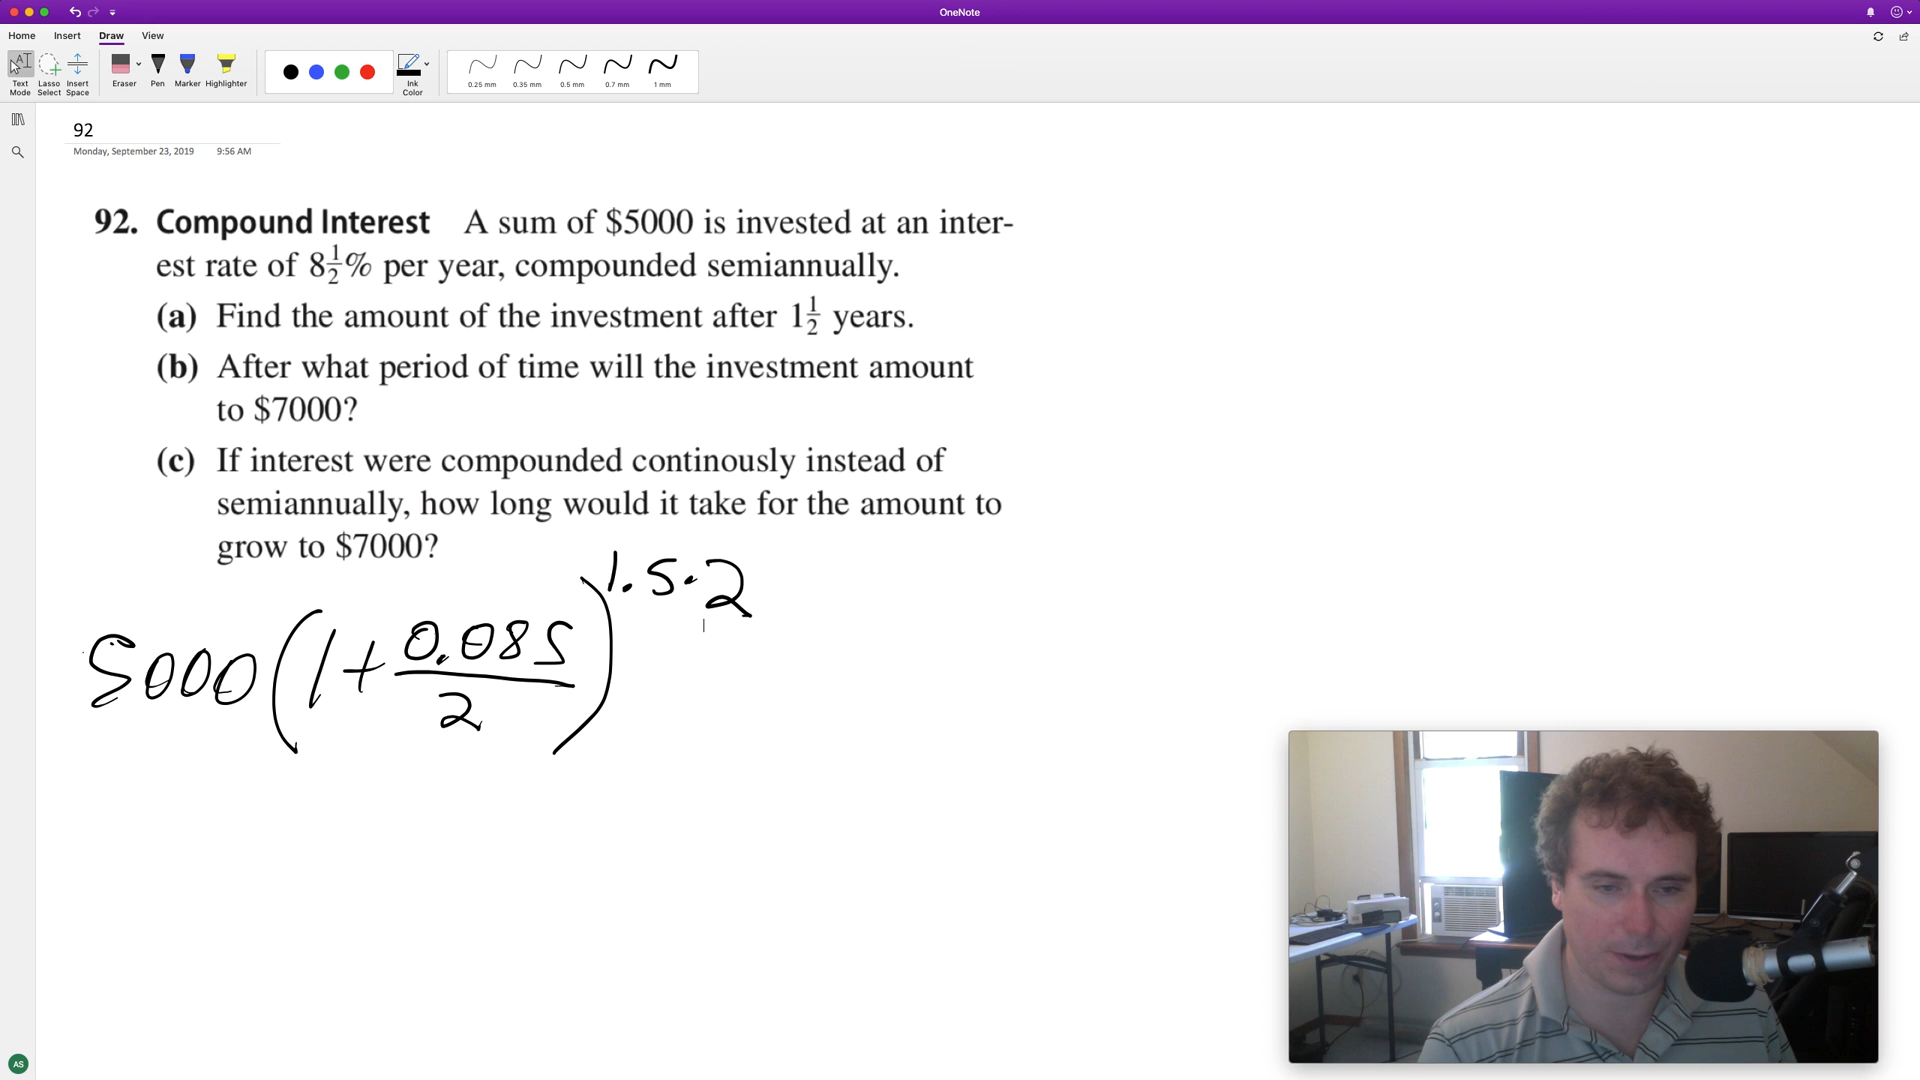 OneNote
Home Insert Draw View
Text Mode
Lasso Select
Insert Space
Eraser
Pen
Marker
Highlighter
Ink Color
0.25 mm
0.35 mm
0.5 mm
0.7 mm
1 mm
92
Monday, September 23, 2019 9:56 AM
92. Compound Interest A sum of $5000 is invested at an inter-
est rate of 8½% per year, compounded semiannually.
(a) Find the amount of the investment after 1½ years.
(b) After what period of time will the investment amount
to $7000?
(c) If interest were compounded continously instead of
semiannually, how long would it take for the amount to
grow to $7000?
5000(1+0.085/2)^1.5·2
AS